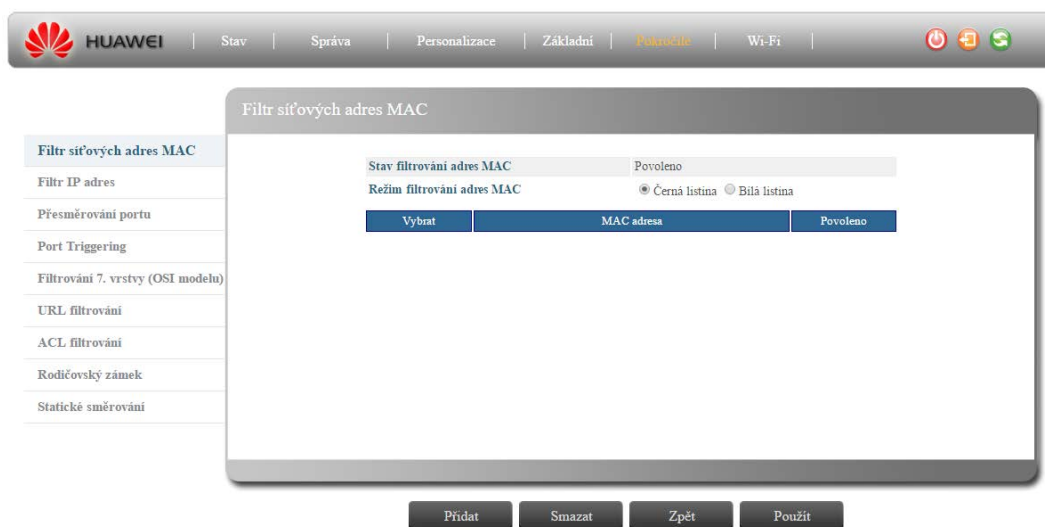 HUAWEI Stav Správa Personalizace Základní Pokročilé Wi-Fi
Filtr síťových adres MAC
Filtr síťových adres MAC
Filtr IP adres
Přesměrování portu
Port Triggering
Filtrování 7. vrstvy (OSI modelu)
URL filtrování
ACL filtrování
Rodičovský zámek
Statické směrování
Stav filtrování adres MAC Povoleno
Režim filtrování adres MAC Černá listina Bílá listina
Vybrat MAC adresa Povoleno
Přidat Smazat Zpět Použít